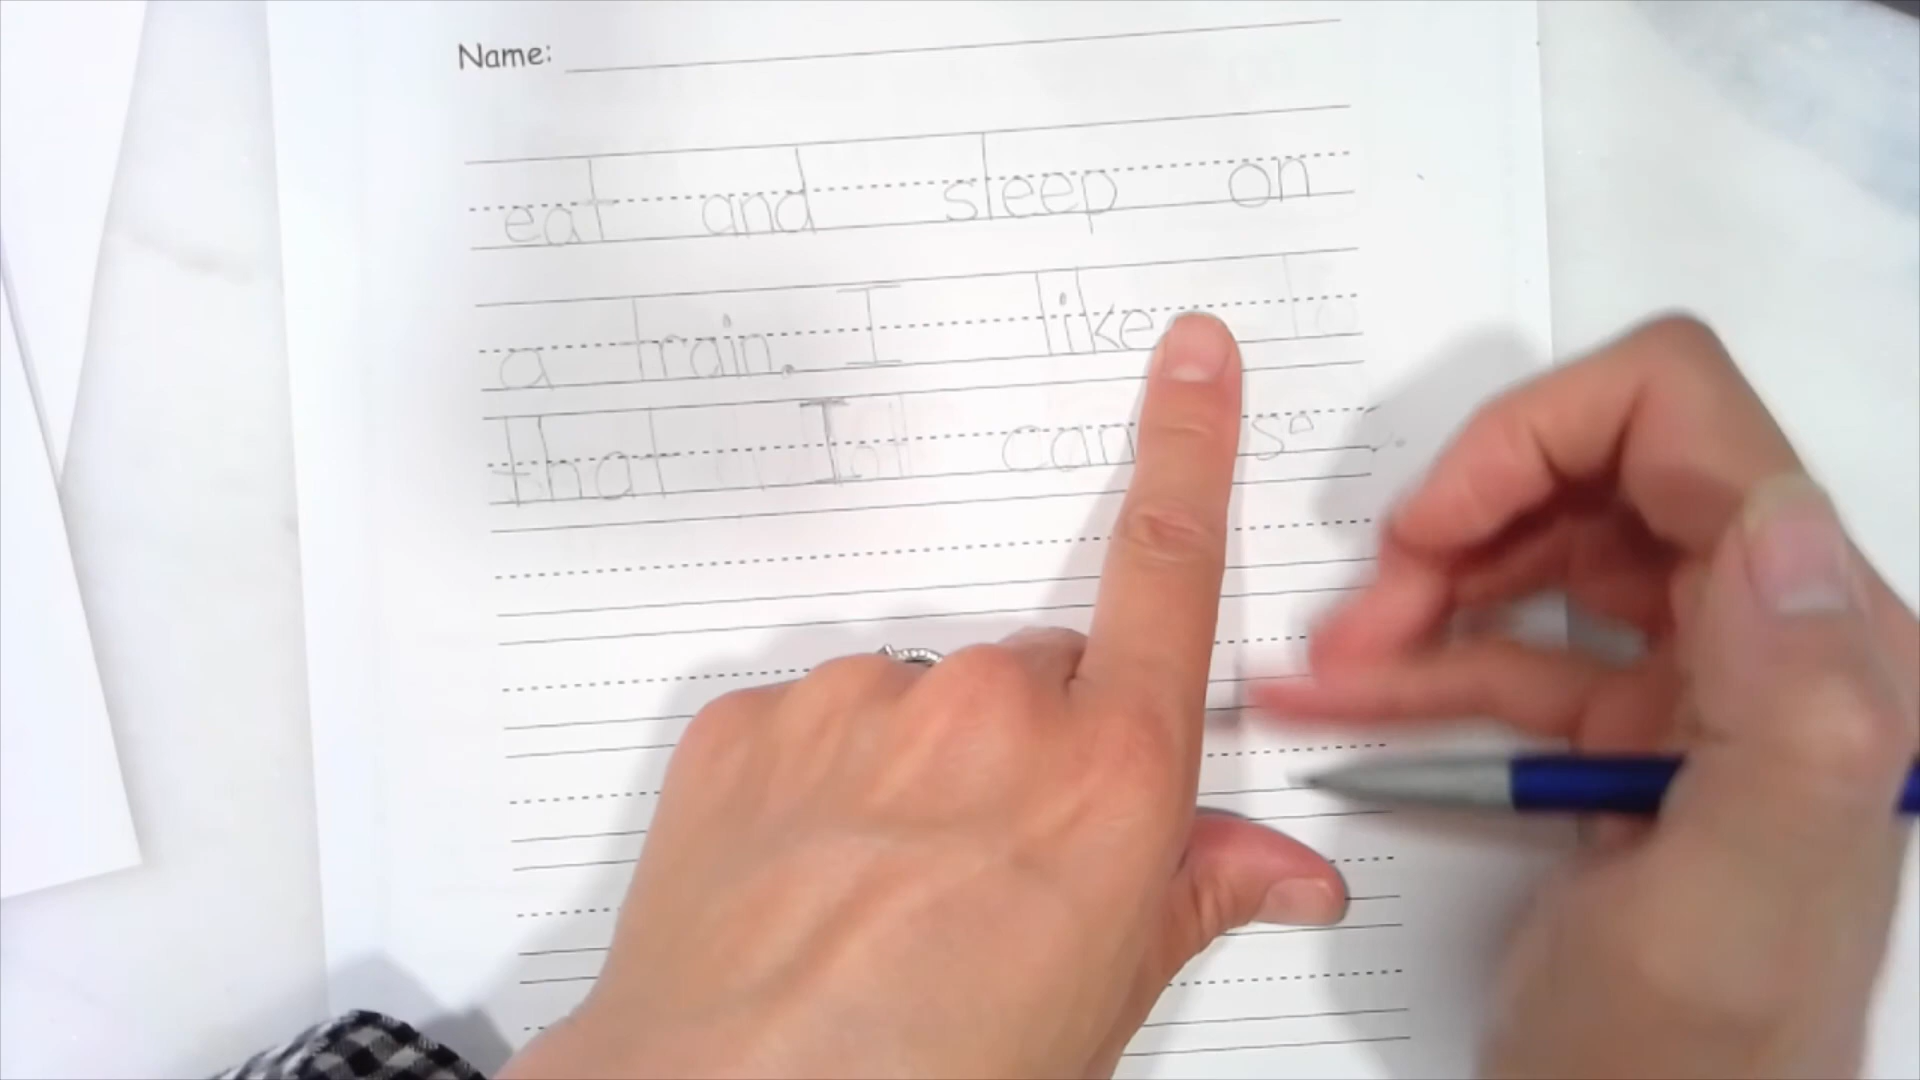 Name:
eat and sleep on
a train. I like
that I can